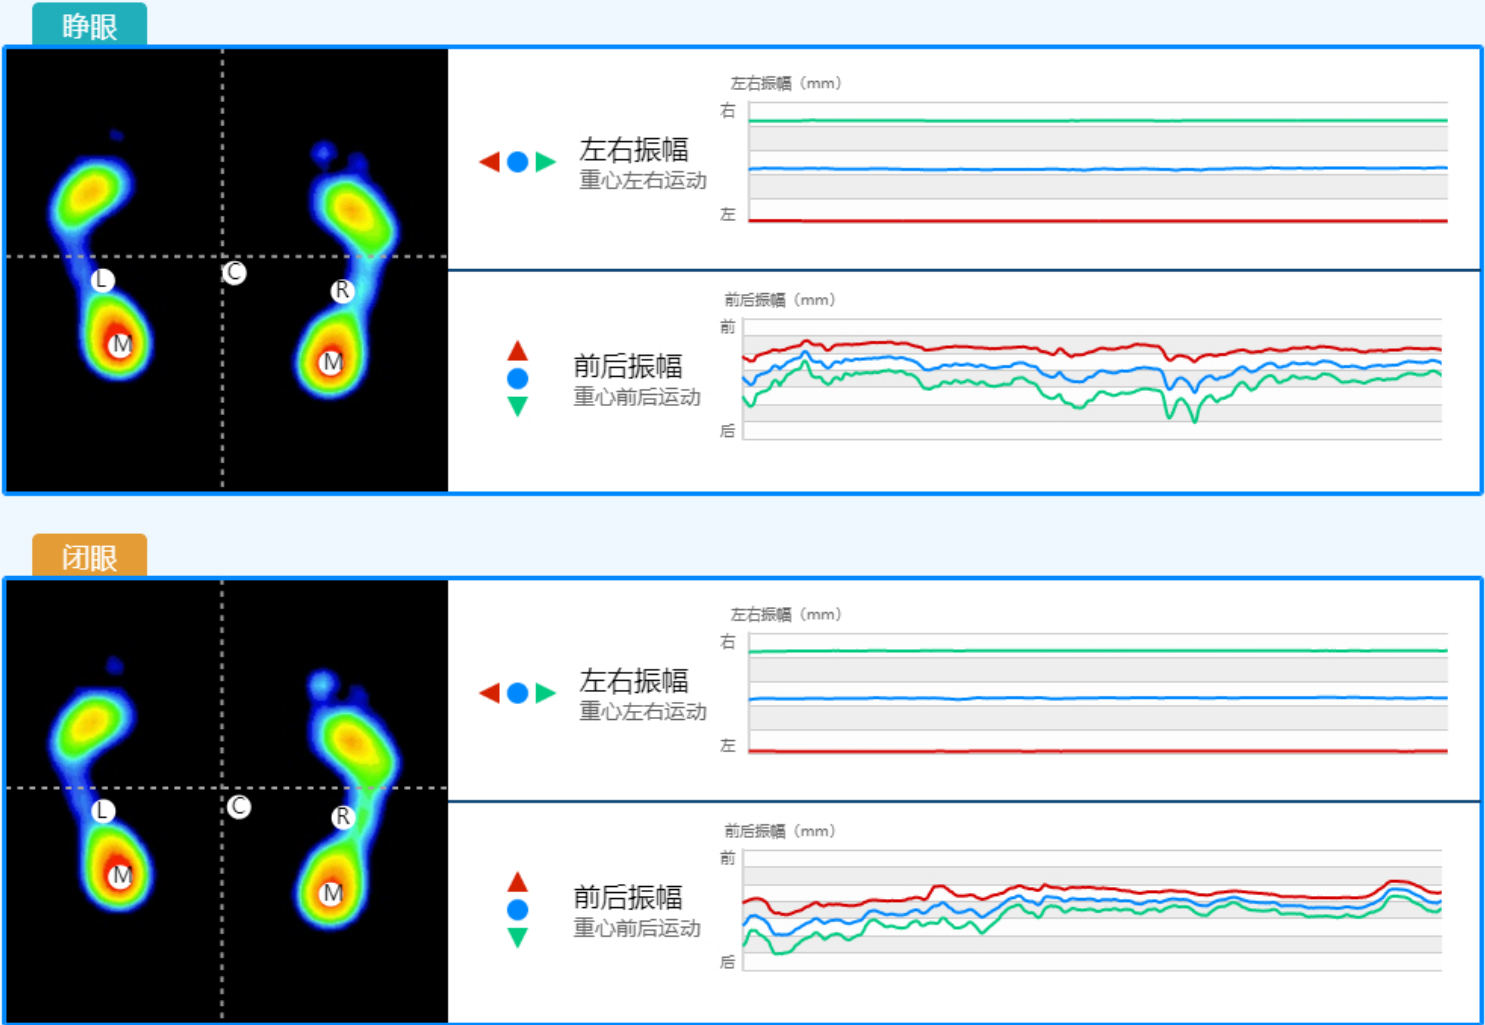 睁眼
左右振幅（mm）
右
左右振幅
重心左右运动
左
L
C
R
M
M
前后振幅（mm）
前
前后振幅
重心前后运动
后
闭眼
左右振幅（mm）
右
左右振幅
重心左右运动
左
L
C
R
M
M
前后振幅（mm）
前
前后振幅
重心前后运动
后